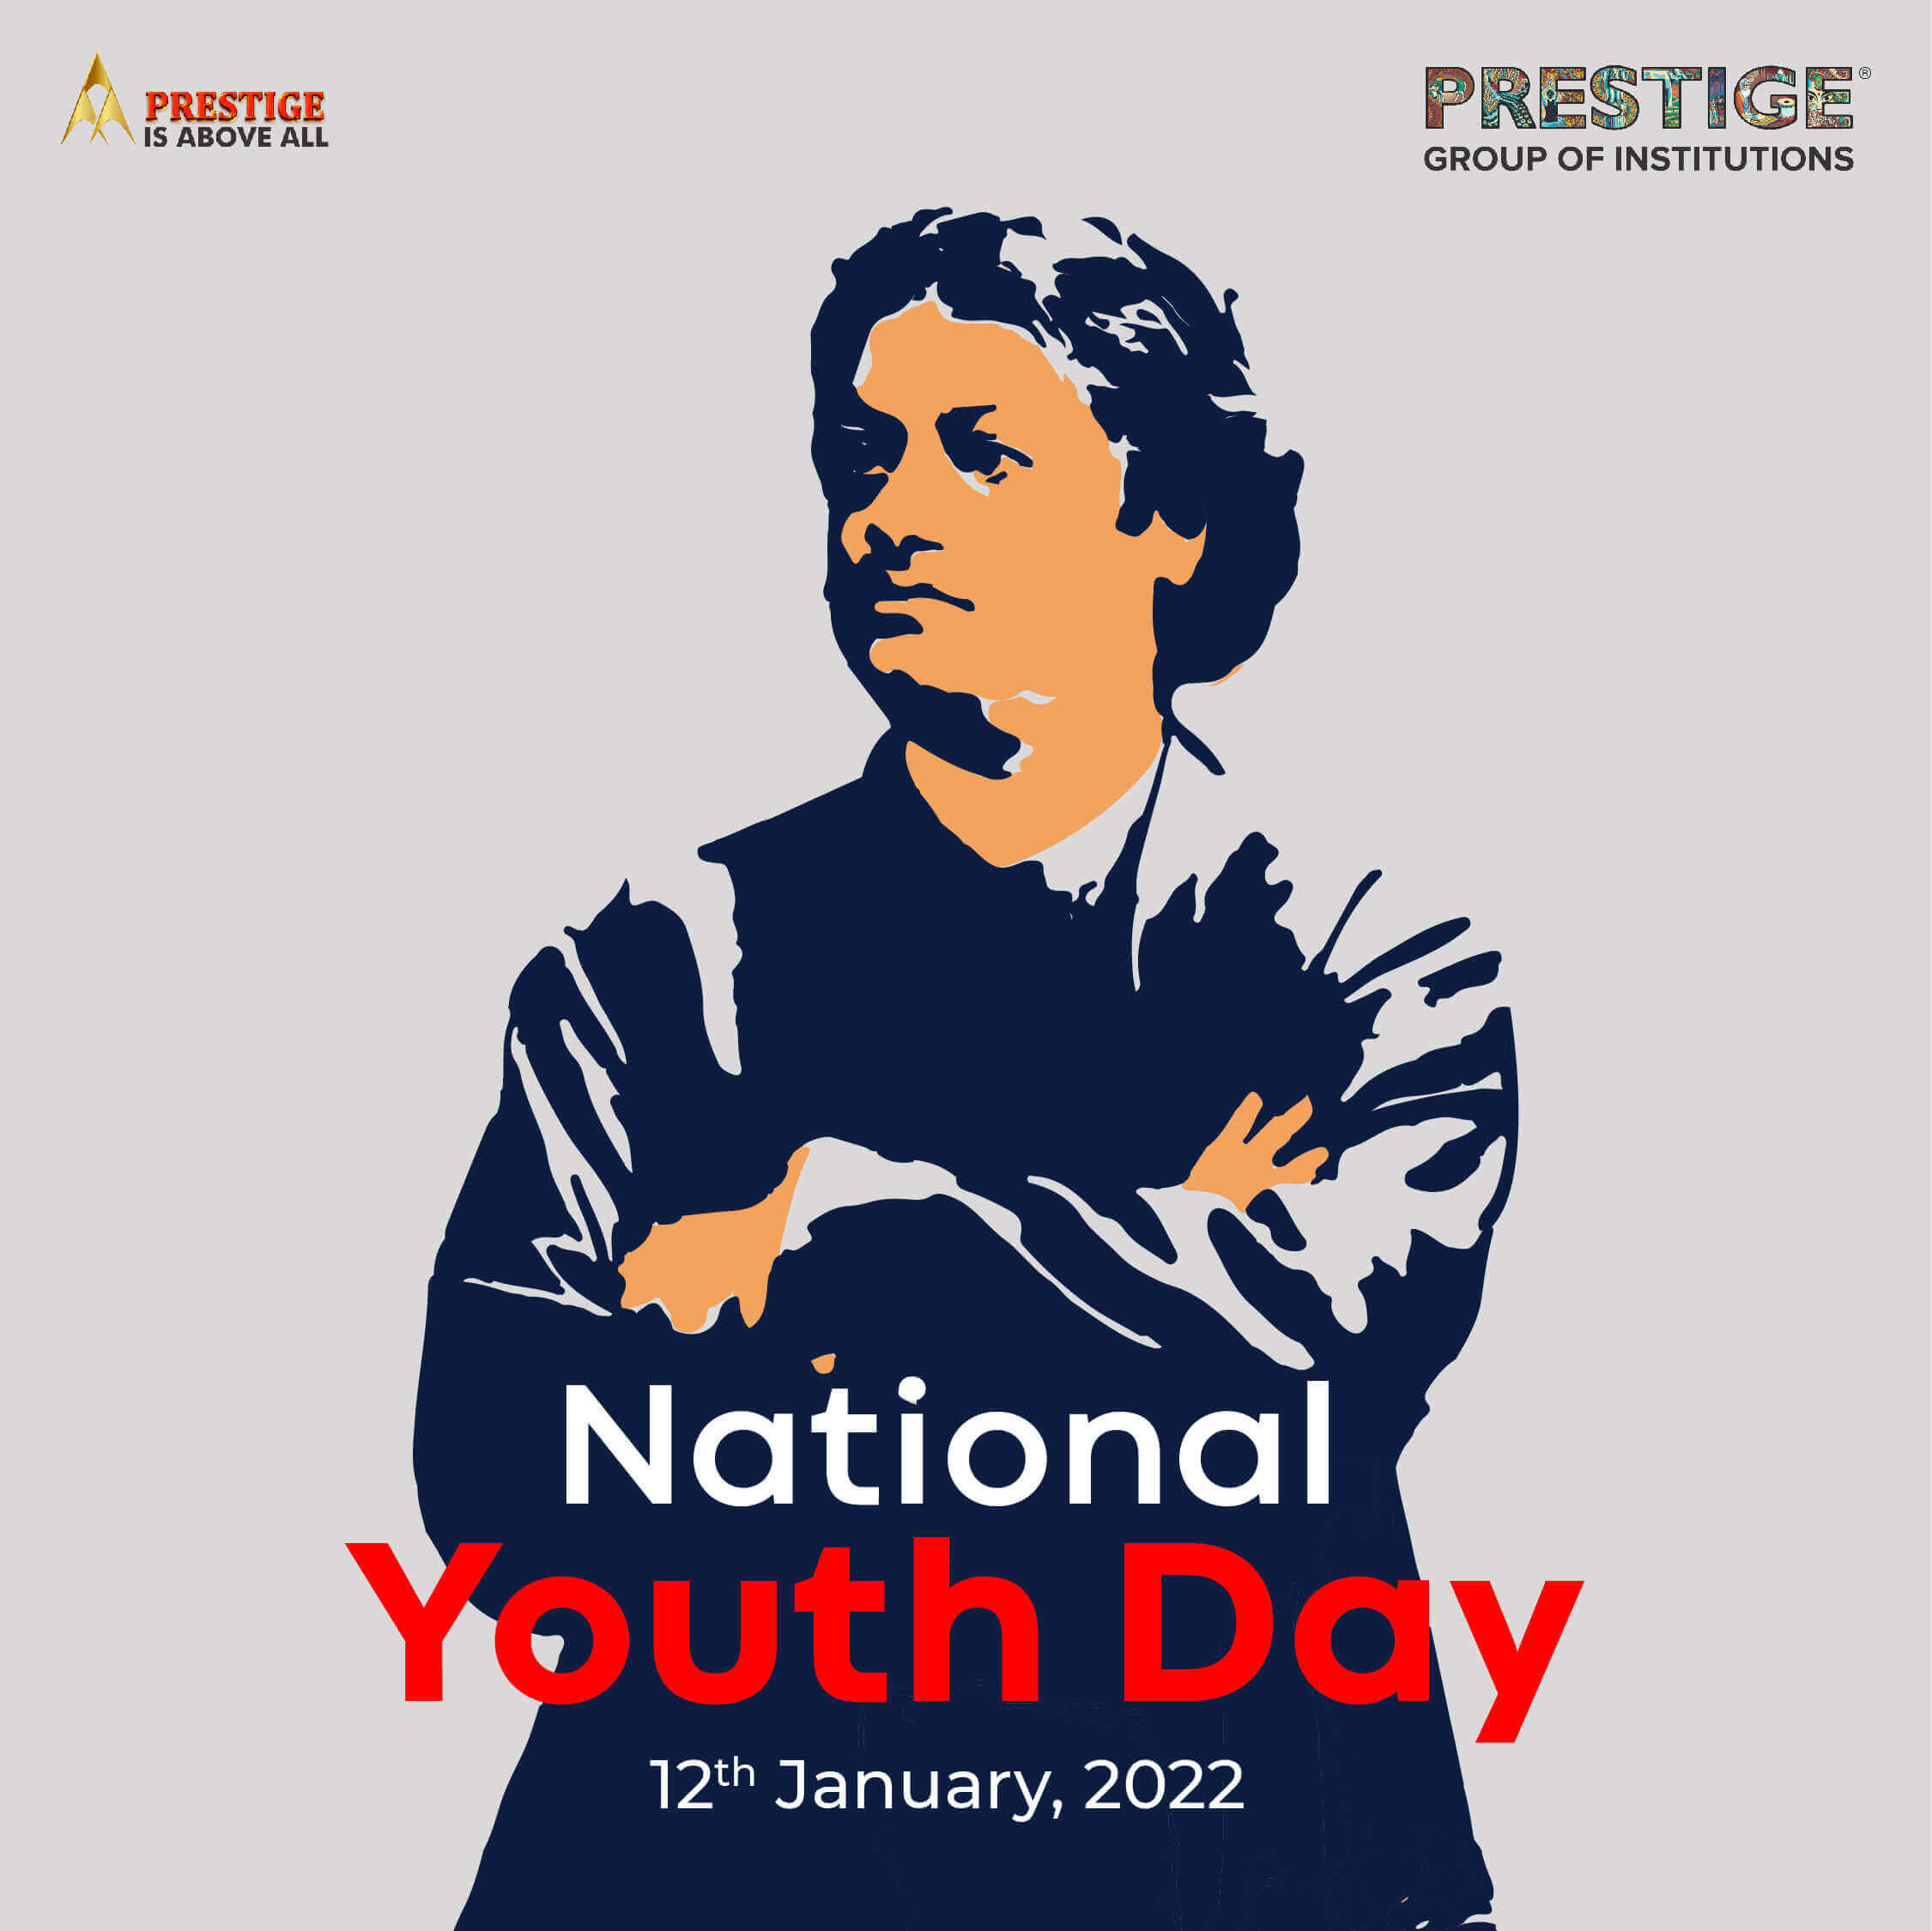 PRESTIGE
IS ABOVE ALL
PRESTIGE®
GROUP OF INSTITUTIONS
National
Youth Day
12th January, 2022